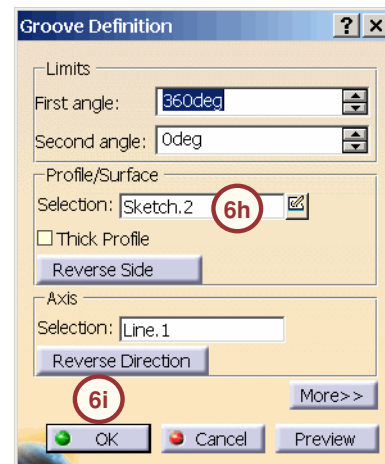 Groove Definition ? ×
Limits
First angle: 360deg
Second angle: 0deg
Profile/Surface
Selection: Sketch.2 6h
Thick Profile
Reverse Side
Axis
Selection: Line.1
Reverse Direction
6i More>>
OK Cancel Preview